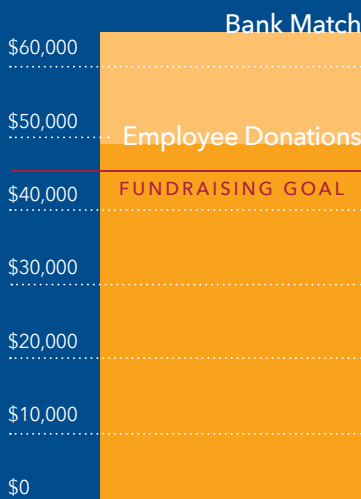 Bank Match
$60,000
$50,000
Employee Donations
FUNDRAISING GOAL
$40,000
$30,000
$20,000
$10,000
$0